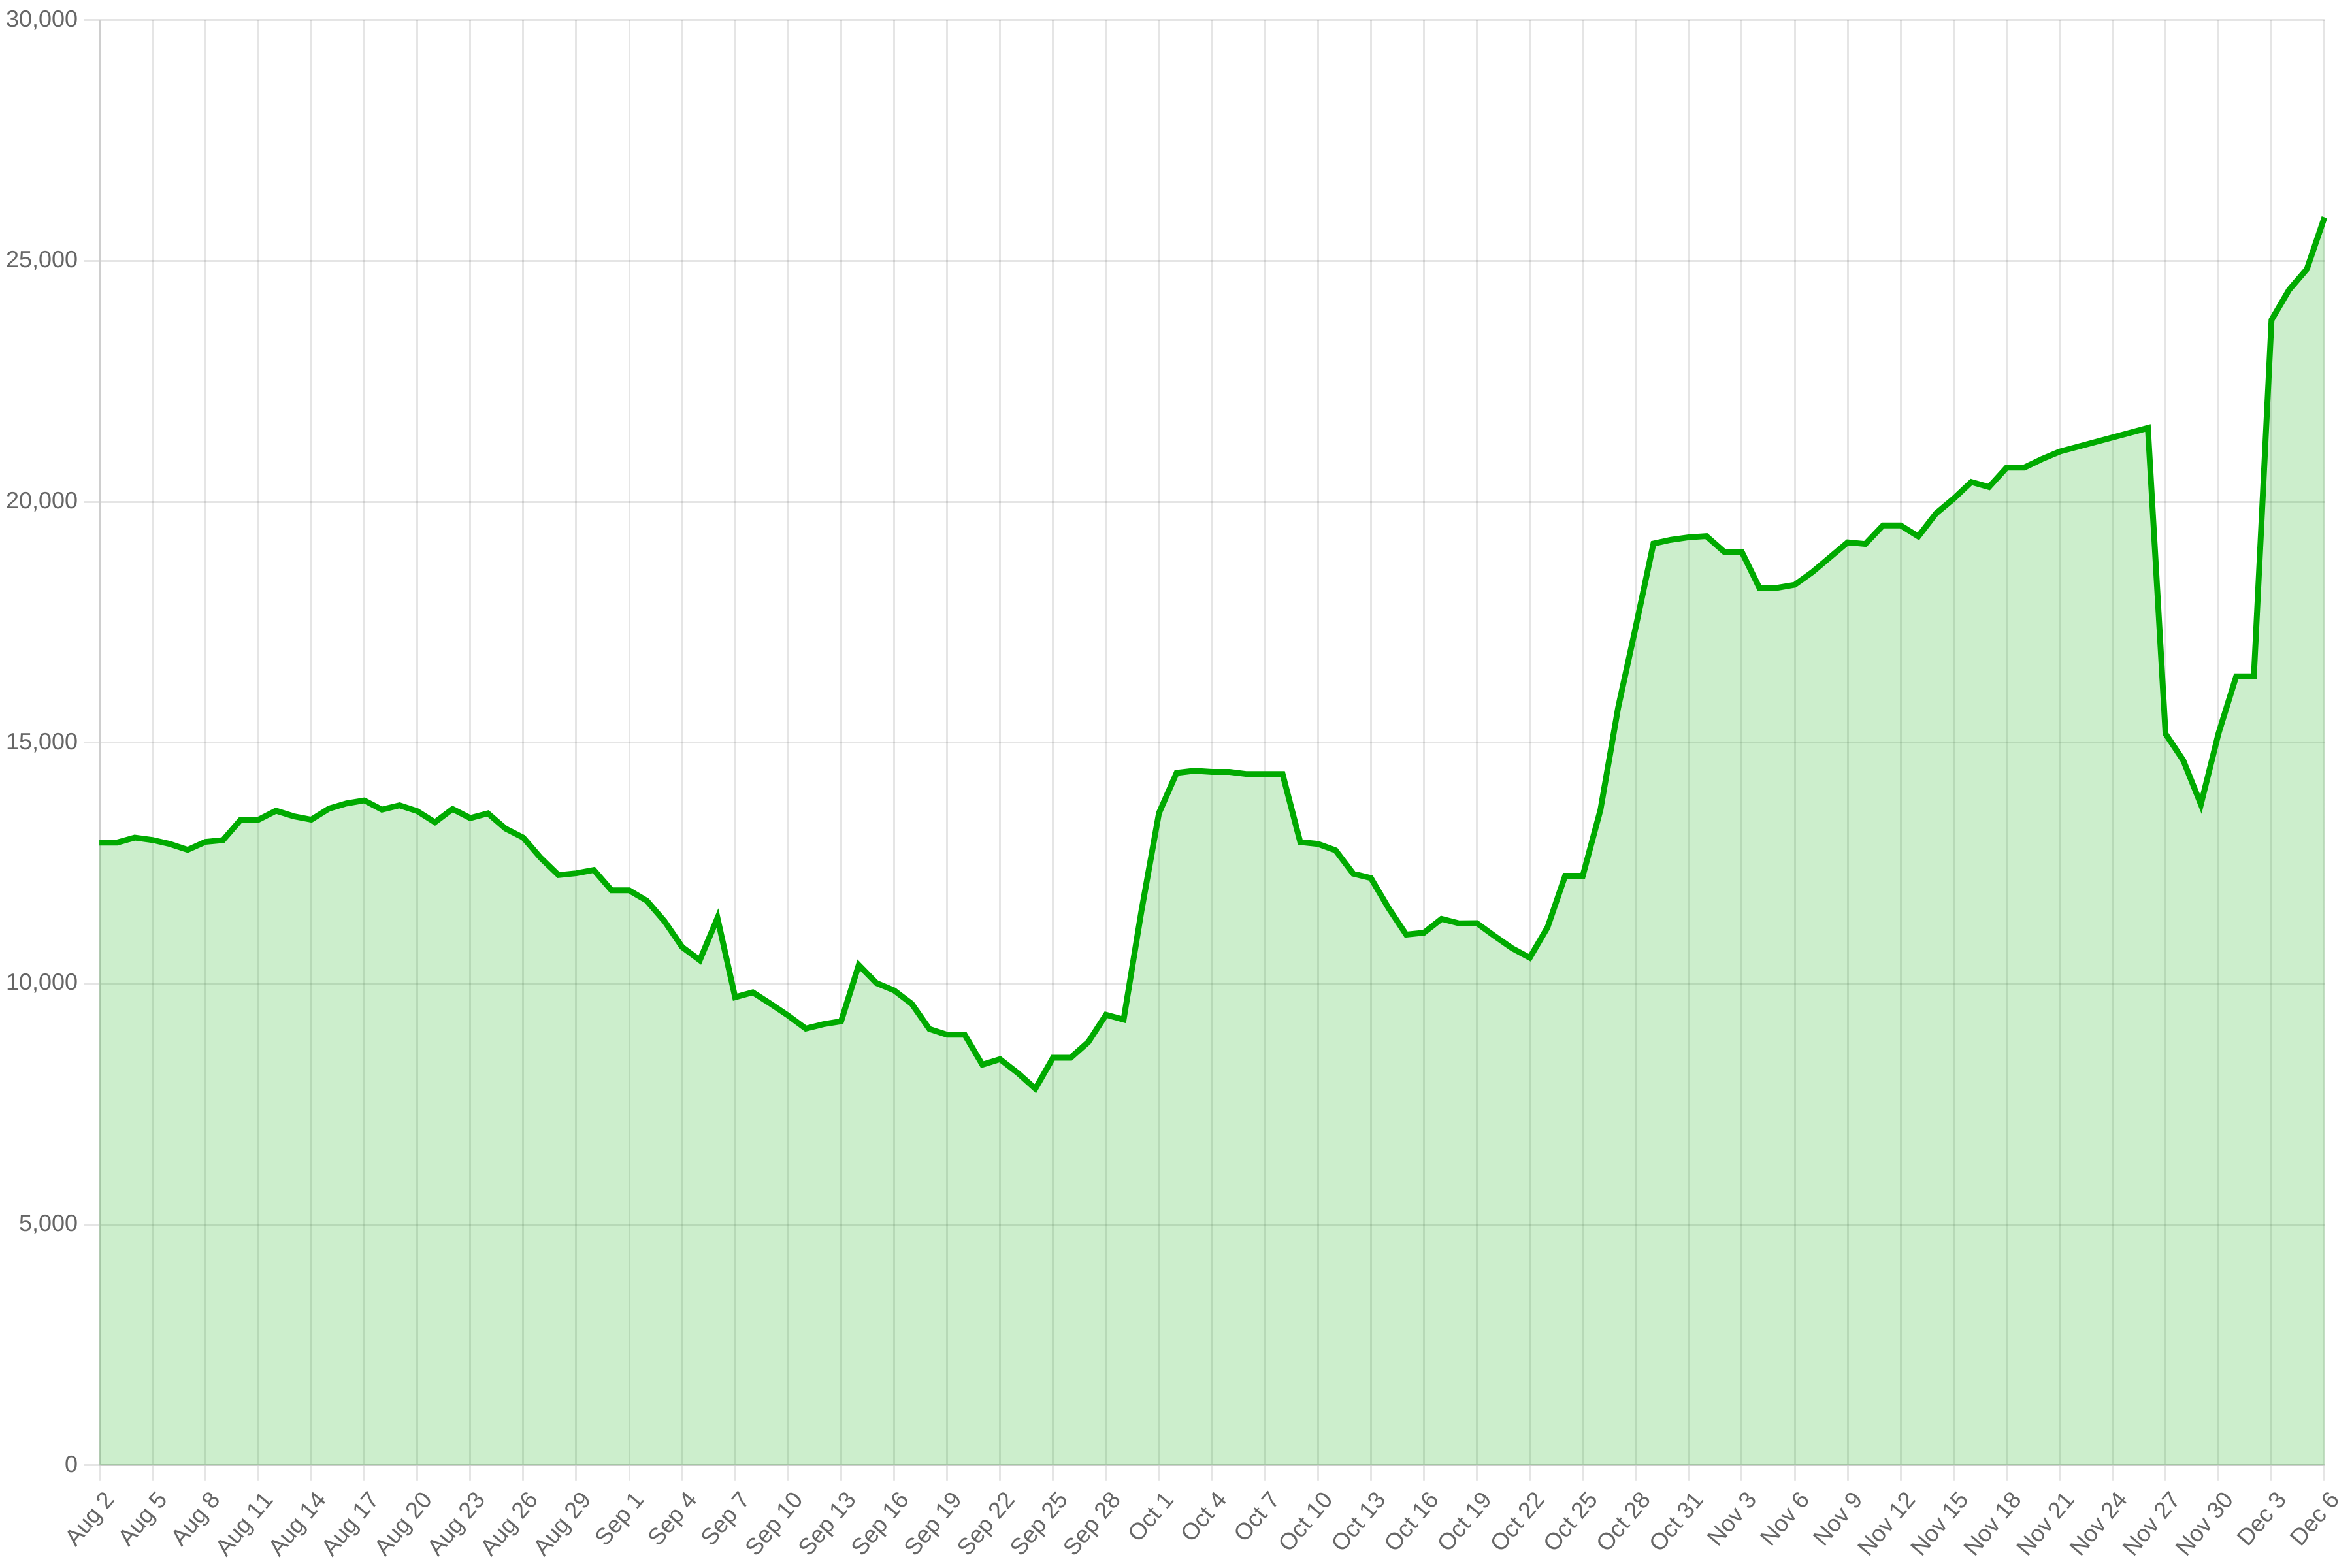 30,000
25,000
20,000
15,000
10,000
5,000
0
Aug 2
Aug 5
Aug 8
Aug 11
Aug 14
Aug 17
Aug 20
Aug 23
Aug 26
Aug 29
Sep 1
Sep 4
Sep 7
Sep 10
Sep 13
Sep 16
Sep 19
Sep 22
Sep 25
Sep 28
Oct 1
Oct 4
Oct 7
Oct 10
Oct 13
Oct 16
Oct 19
Oct 22
Oct 25
Oct 28
Oct 31
Nov 3
Nov 6
Nov 9
Nov 12
Nov 15
Nov 18
Nov 21
Nov 24
Nov 27
Nov 30
Dec 3
Dec 6